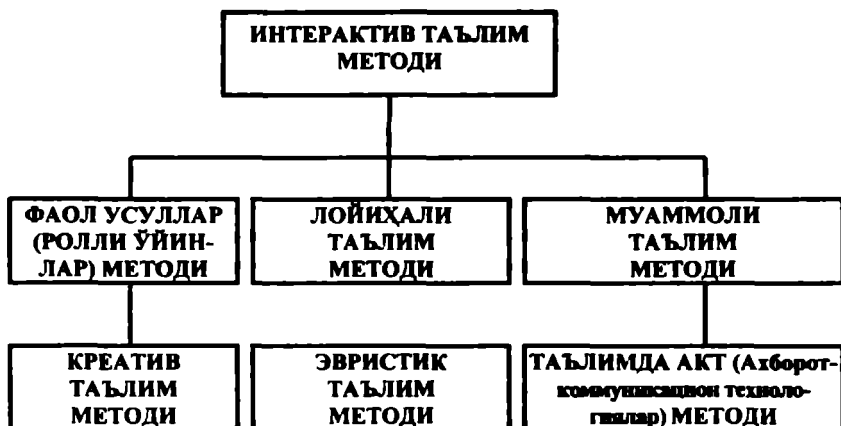 ИНТЕРАКТИВ ТАЪЛИМ
МЕТОДИ
ФАОЛ УСУЛЛАР
(РОЛЛИ ЎЙИН-
ЛАР) МЕТОДИ
ЛОЙИҲАЛИ
ТАЪЛИМ
МЕТОДИ
МУАММОЛИ
ТАЪЛИМ
МЕТОДИ
КРЕАТИВ
ТАЪЛИМ
МЕТОДИ
ЭВРИСТИК
ТАЪЛИМ
МЕТОДИ
ТАЪЛИМДА АКТ (Ахборот-
коммуникацион техноло-
гиялар) МЕТОДИ